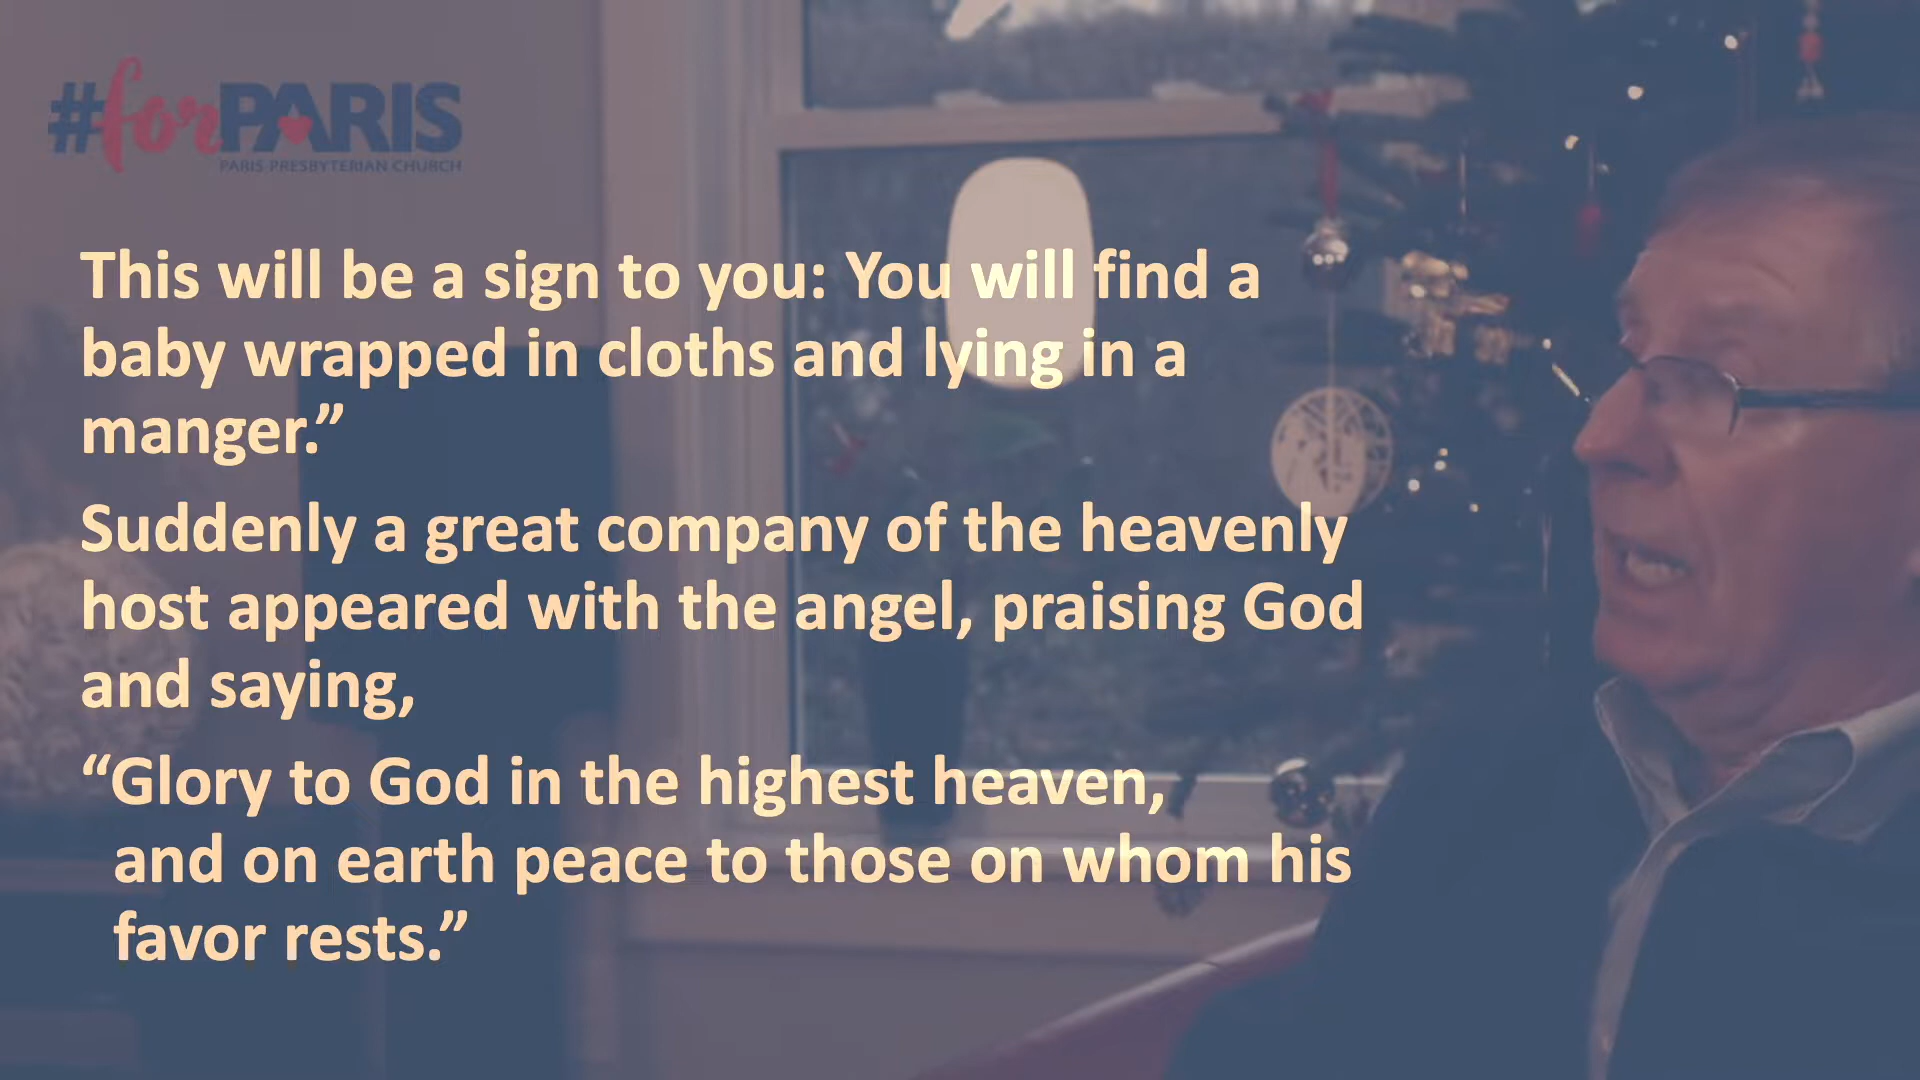 #forPARIS
PARIS PRESBYTERIAN CHURCH
This will be a sign to you: You will find a
baby wrapped in cloths and lying in a
manger.”
Suddenly a great company of the heavenly
host appeared with the angel, praising God
and saying,
“Glory to God in the highest heaven,
and on earth peace to those on whom his
favor rests.”